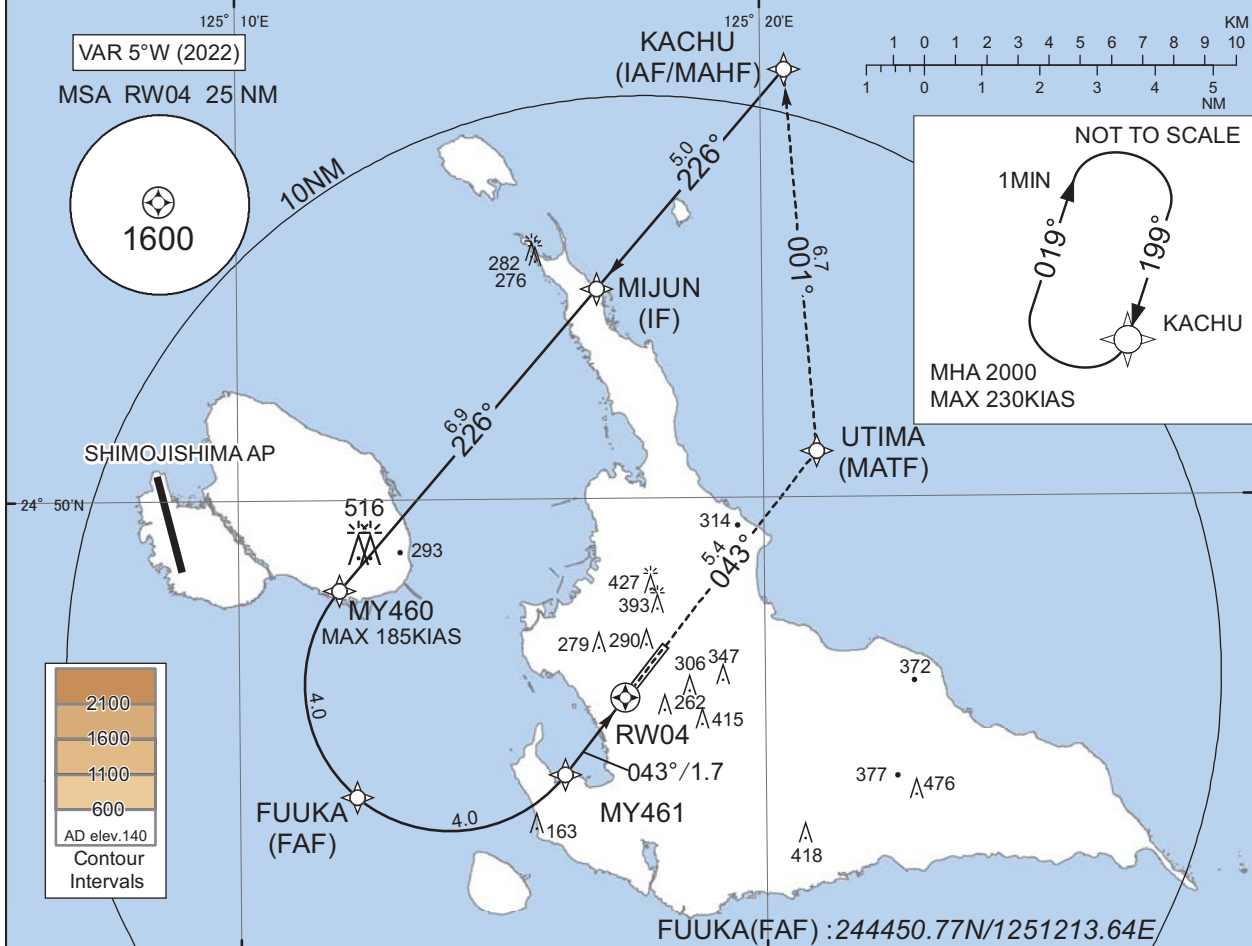 125° 10'E
125° 20'E
VAR 5°W (2022)
MSA RW04 25 NM
1600
10NM
KACHU
(IAF/MAHF)
KM
1 0 1 2 3 4 5 6 7 8 9 10
1 0 1 2 3 4 5
NM
NOT TO SCALE
1MIN
019°
199°
KACHU
MHA 2000
MAX 230KIAS
5.0
226°
6.7
001°
282
276
MIJUN
(IF)
6.9
226°
UTIMA
(MATF)
SHIMOJISHIMA AP
24° 50'N
516
293
314
5.4
043°
427
393
MY460
MAX 185KIAS
279
290
306
347
372
262
415
4.0
RW04
043°/1.7
377
476
2100
1600
1100
600
AD elev.140
Contour
Intervals
FUUKA
(FAF)
4.0
MY461
163
418
FUUKA(FAF) :244450.77N/1251213.64E